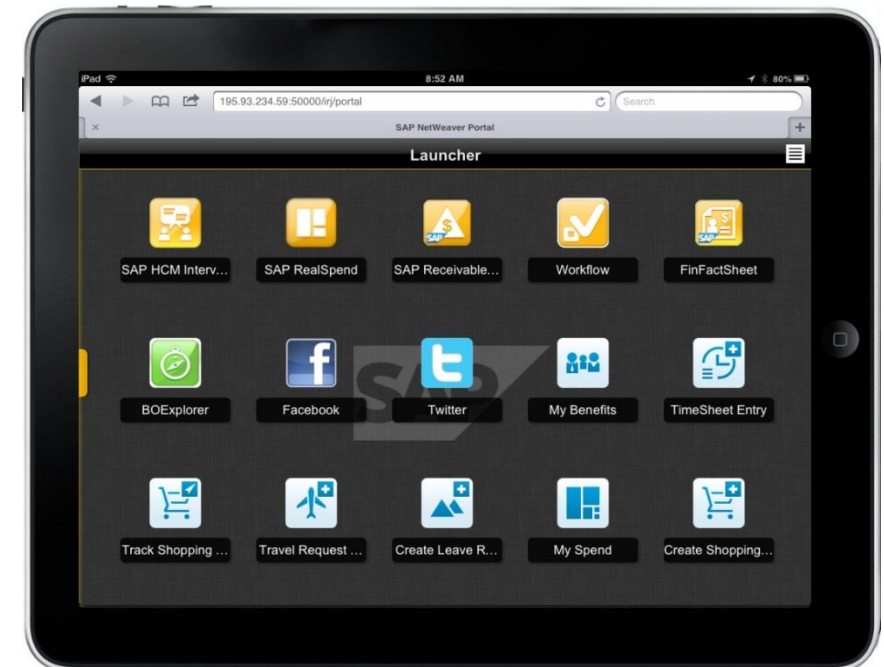 iPad 8:52 AM 80%
195.93.234.59:50000/irj/portal Search
SAP NetWeaver Portal
Launcher
SAP HCM Interv... SAP RealSpend SAP Receivable... Workflow FinFactSheet
SAP
BOExplorer Facebook Twitter My Benefits TimeSheet Entry
Track Shopping ... Travel Request ... Create Leave R... My Spend Create Shopping...